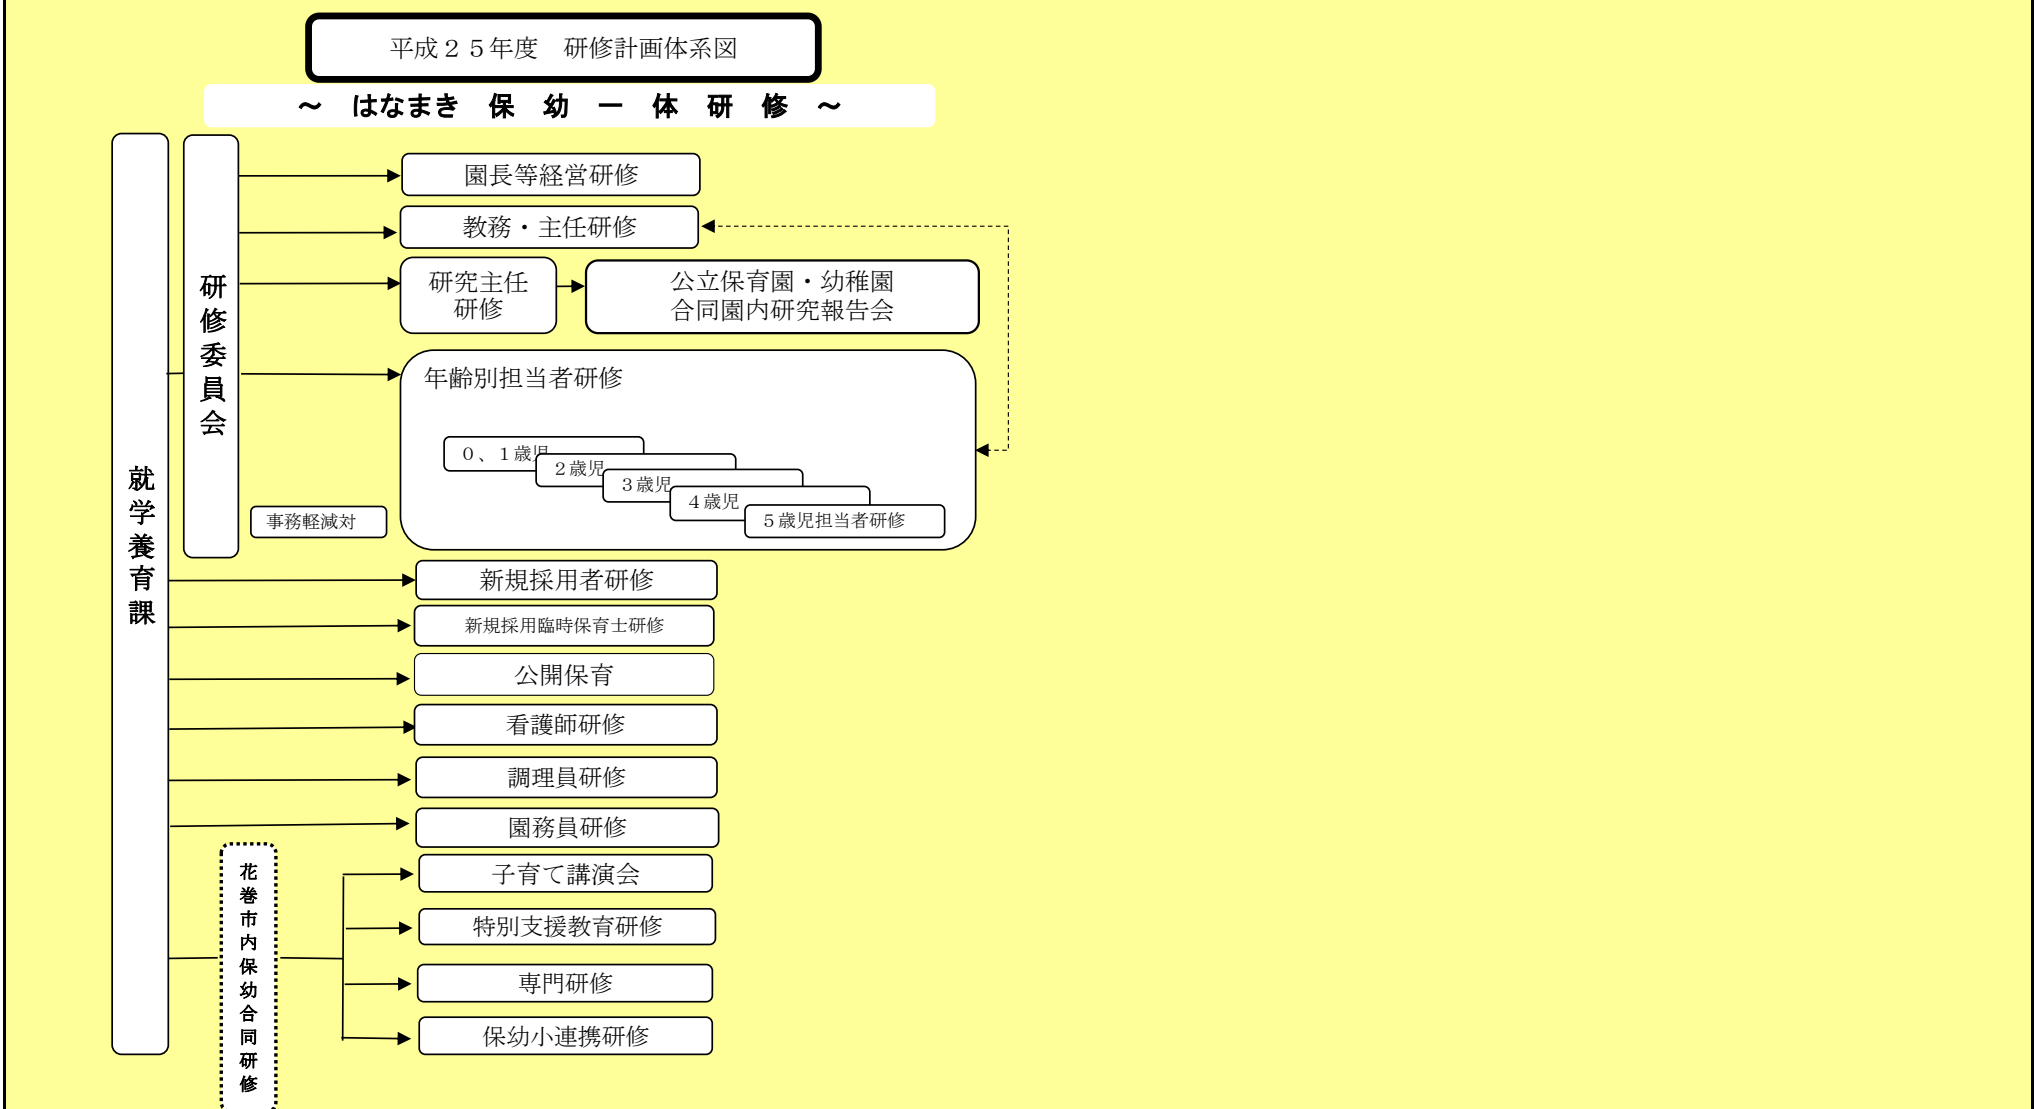 平成２５年度　研修計画体系図
～　はなまき　保　幼　一　体　研　修　～
就学養育課
研修委員会
園長等経営研修
教務・主任研修
研究主任
研修
公立保育園・幼稚園
合同園内研究報告会
年齢別担当者研修
０、１歳児
２歳児
３歳児
４歳児
５歳児担当者研修
事務軽減対
新規採用者研修
新規採用臨時保育士研修
公開保育
看護師研修
調理員研修
園務員研修
花巻市内保幼合同研修
子育て講演会
特別支援教育研修
専門研修
保幼小連携研修